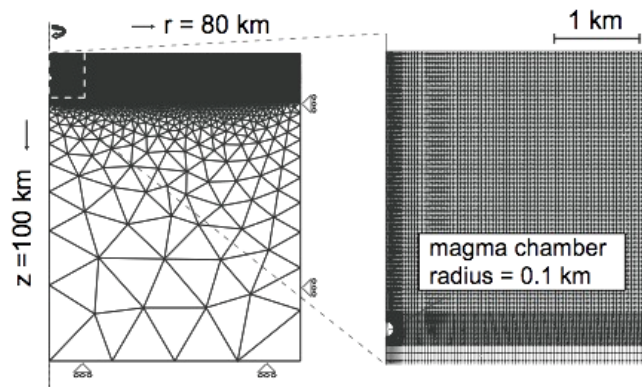 r = 80 km
1 km
z =100 km
magma chamber
radius = 0.1 km